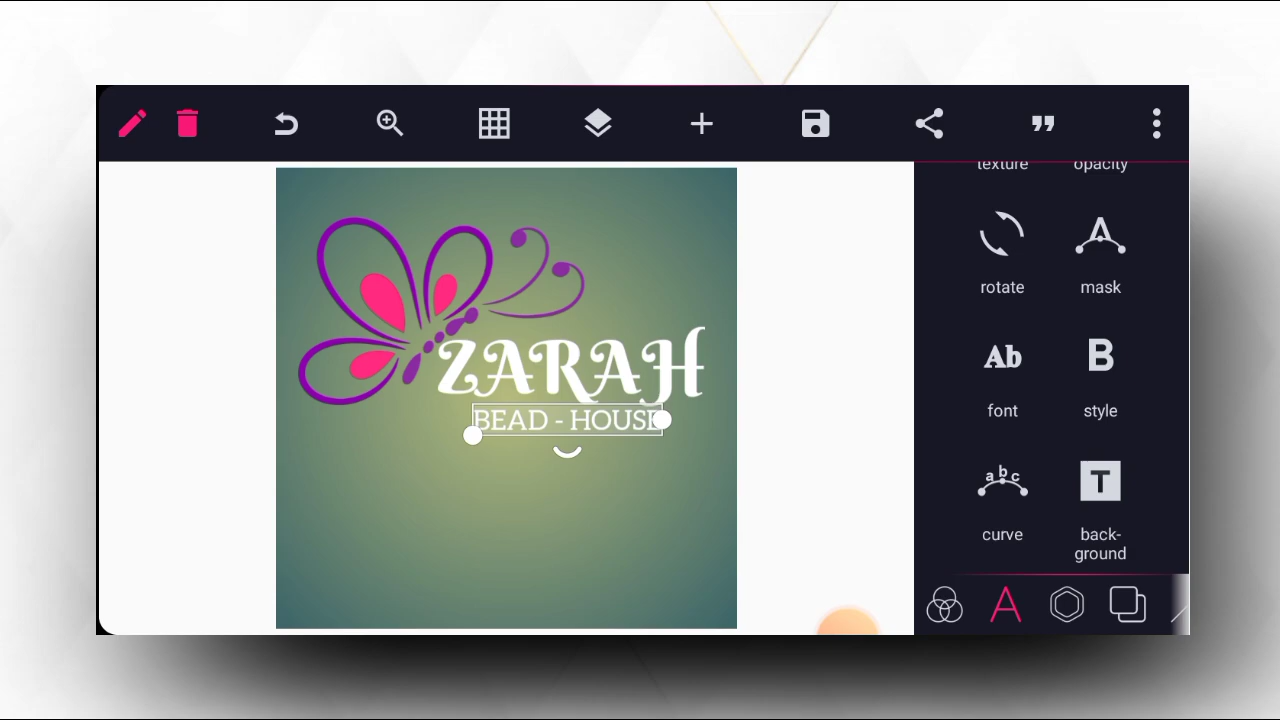 texture opacity
ZARAH
BEAD - HOUSE
rotate mask
Ab B
font style
abc T
curve back-
ground
A